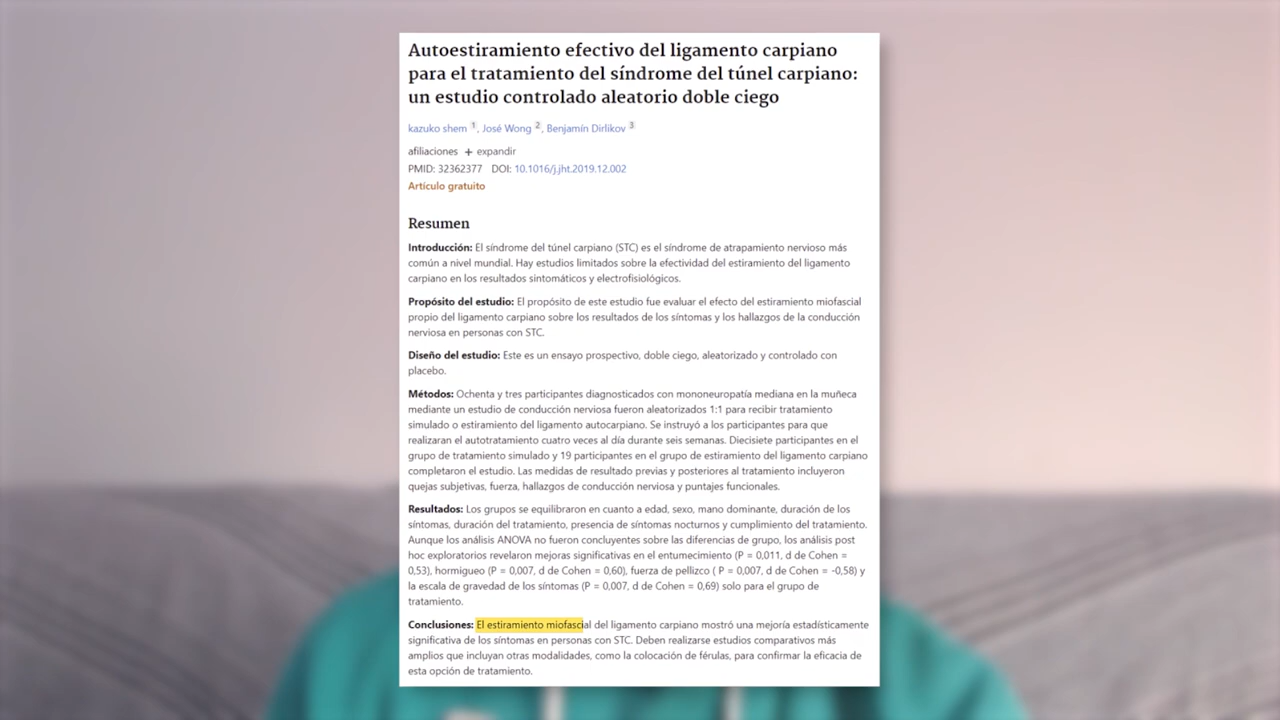 Autoestiramiento efectivo del ligamento carpiano
para el tratamiento del síndrome del túnel carpiano:
un estudio controlado aleatorio doble ciego
kazuko shem 1, José Wong 2, Benjamín Dirlikov 3
afiliaciones + expandir
PMID: 32362377 DOI: 10.1016/j.jht.2019.12.002
Artículo gratuito
Resumen
Introducción: El síndrome del túnel carpiano (STC) es el síndrome de atrapamiento nervioso más
común a nivel mundial. Hay estudios limitados sobre la efectividad del estiramiento del ligamento
carpiano en los resultados sintomáticos y electrofisiológicos.
Propósito del estudio: El propósito de este estudio fue evaluar el efecto del estiramiento miofascial
propio del ligamento carpiano sobre los resultados de los síntomas y los hallazgos de la conducción
nerviosa en personas con STC.
Diseño del estudio: Este es un ensayo prospectivo, doble ciego, aleatorizado y controlado con
placebo.
Métodos: Ochenta y tres participantes diagnosticados con mononeuropatía mediana en la muñeca
mediante un estudio de conducción nerviosa fueron aleatorizados 1:1 para recibir tratamiento
simulado o estiramiento del ligamento autocarpiano. Se instruyó a los participantes para que
realizaran el autotratamiento cuatro veces al día durante seis semanas. Diecisiete participantes en el
grupo de tratamiento simulado y 19 participantes en el grupo de estiramiento del ligamento carpiano
completaron el estudio. Las medidas de resultado previas y posteriores al tratamiento incluyeron
quejas subjetivas, fuerza, hallazgos de conducción nerviosa y puntajes funcionales.
Resultados: Los grupos se equilibraron en cuanto a edad, sexo, mano dominante, duración de los
síntomas, duración del tratamiento, presencia de síntomas nocturnos y cumplimiento del tratamiento.
Aunque los análisis ANOVA no fueron concluyentes sobre las diferencias de grupo, los análisis post
hoc exploratorios revelaron mejoras significativas en el entumecimiento (P = 0,011, d de Cohen =
0,53), hormigueo (P = 0,007, d de Cohen = 0,60), fuerza de pellizco ( P = 0,007, d de Cohen = -0,58) y
la escala de gravedad de los síntomas (P = 0,007, d de Cohen = 0,69) solo para el grupo de
tratamiento.
Conclusiones: El estiramiento miofascial del ligamento carpiano mostró una mejoría estadísticamente
significativa de los síntomas en personas con STC. Deben realizarse estudios comparativos más
amplios que incluyan otras modalidades, como la colocación de férulas, para confirmar la eficacia de
esta opción de tratamiento.